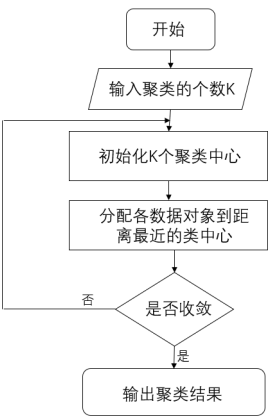 开始
输入聚类的个数K
初始化K个聚类中心
分配各数据对象到距
离最近的类中心
否
是否收敛
是
输出聚类结果